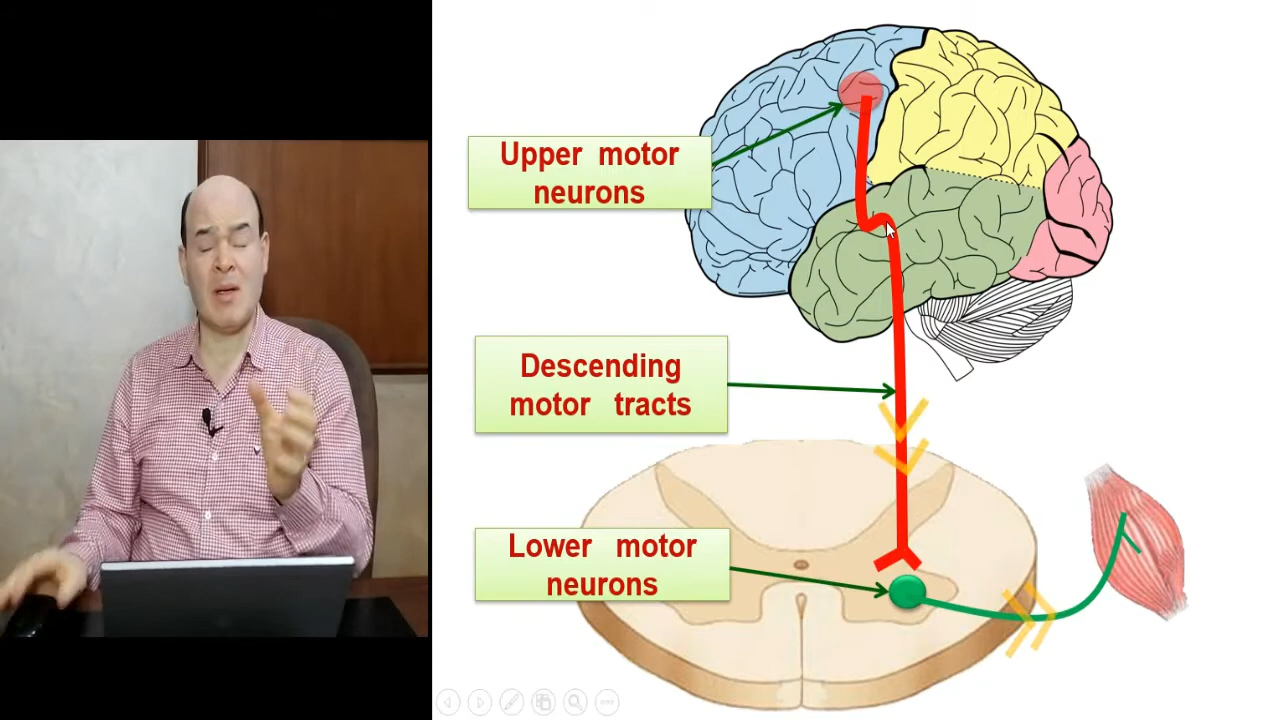 Upper motor
neurons
Descending
motor tracts
Lower motor
neurons